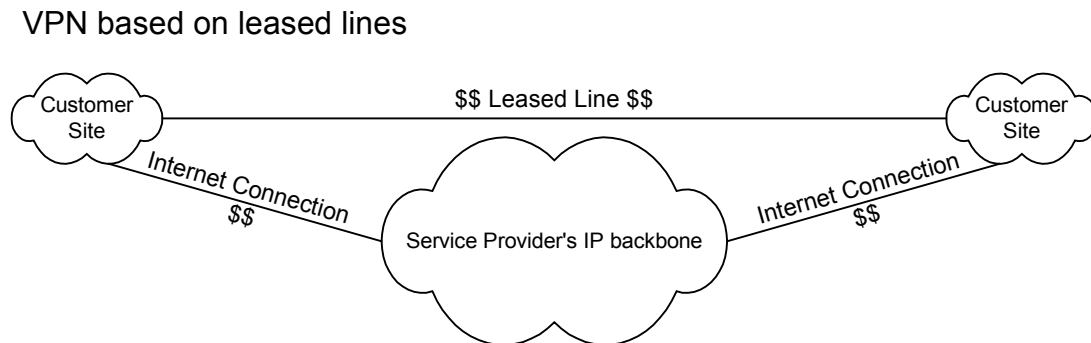 VPN based on leased lines
Customer
Site
$$ Leased Line $$
Customer
Site
Internet Connection
$$
Service Provider's IP backbone
Internet Connection
$$